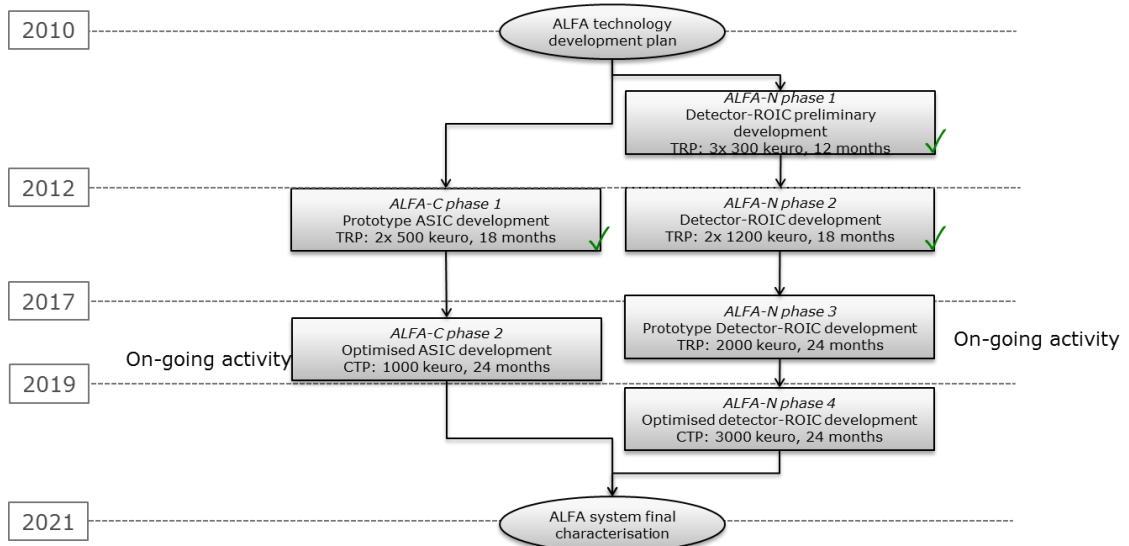 2010
ALFA technology
development plan
ALFA-N phase 1
Detector-ROIC preliminary
development
TRP: 3x 300 keuro, 12 months
2012
ALFA-C phase 1
Prototype ASIC development
TRP: 2x 500 keuro, 18 months
ALFA-N phase 2
Detector-ROIC development
TRP: 2x 1200 keuro, 18 months
2017
ALFA-N phase 3
Prototype Detector-ROIC development
TRP: 2000 keuro, 24 months
On-going activity
ALFA-C phase 2
Optimised ASIC development
CTP: 1000 keuro, 24 months
On-going activity
2019
ALFA-N phase 4
Optimised detector-ROIC development
CTP: 3000 keuro, 24 months
2021
ALFA system final
characterisation